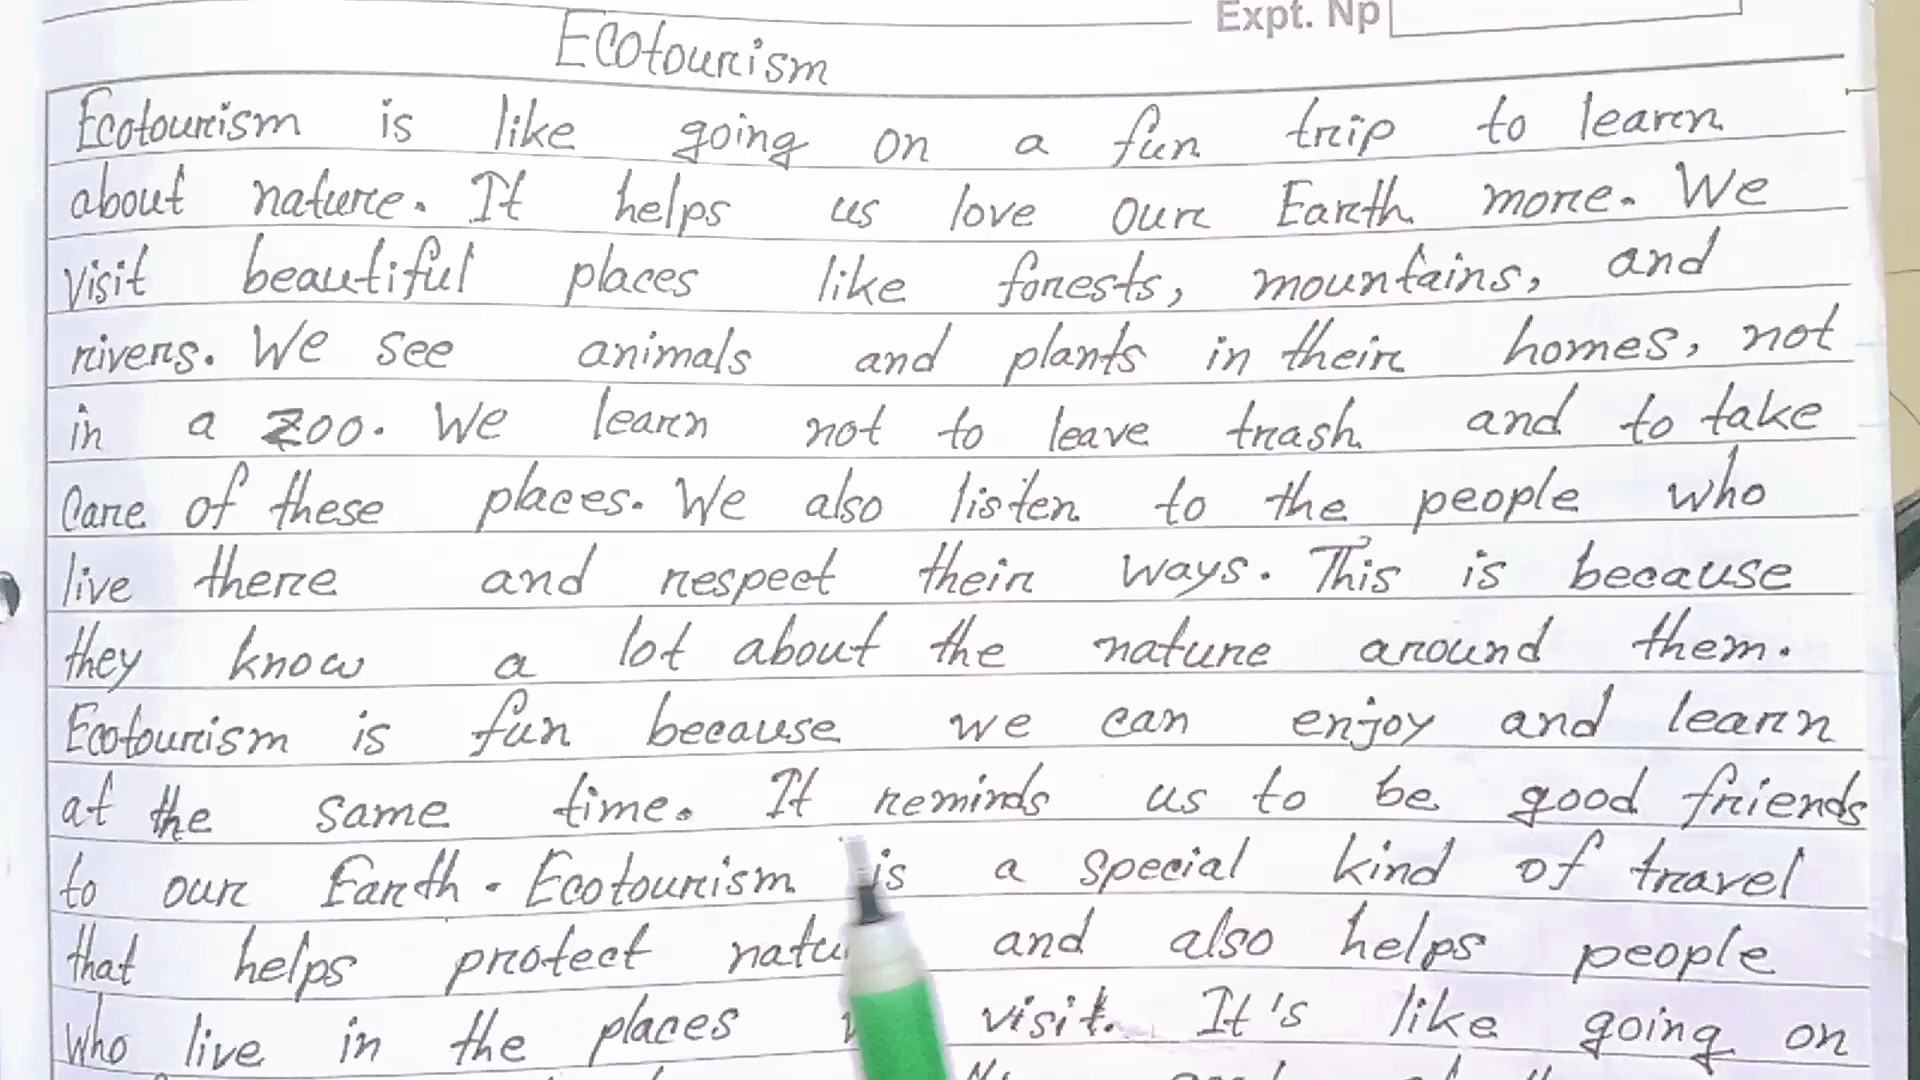 Expt. No
Ecotourism
Ecotourism is like going on a fun trip to learn
about nature. It helps us love our Earth more. We
visit beautiful places like forests, mountains, and
rivers. We see animals and plants in their homes, not
in a zoo. We learn not to leave trash and to take
care of these places. We also listen to the people who
live there and respect their ways. This is because
they know a lot about the nature around them.
Ecotourism is fun because we can enjoy and learn
at the same time. It reminds us to be good friends
to our Earth. Ecotourism is a special kind of travel
that helps protect and also helps people
who live in the places visit. It's like going on